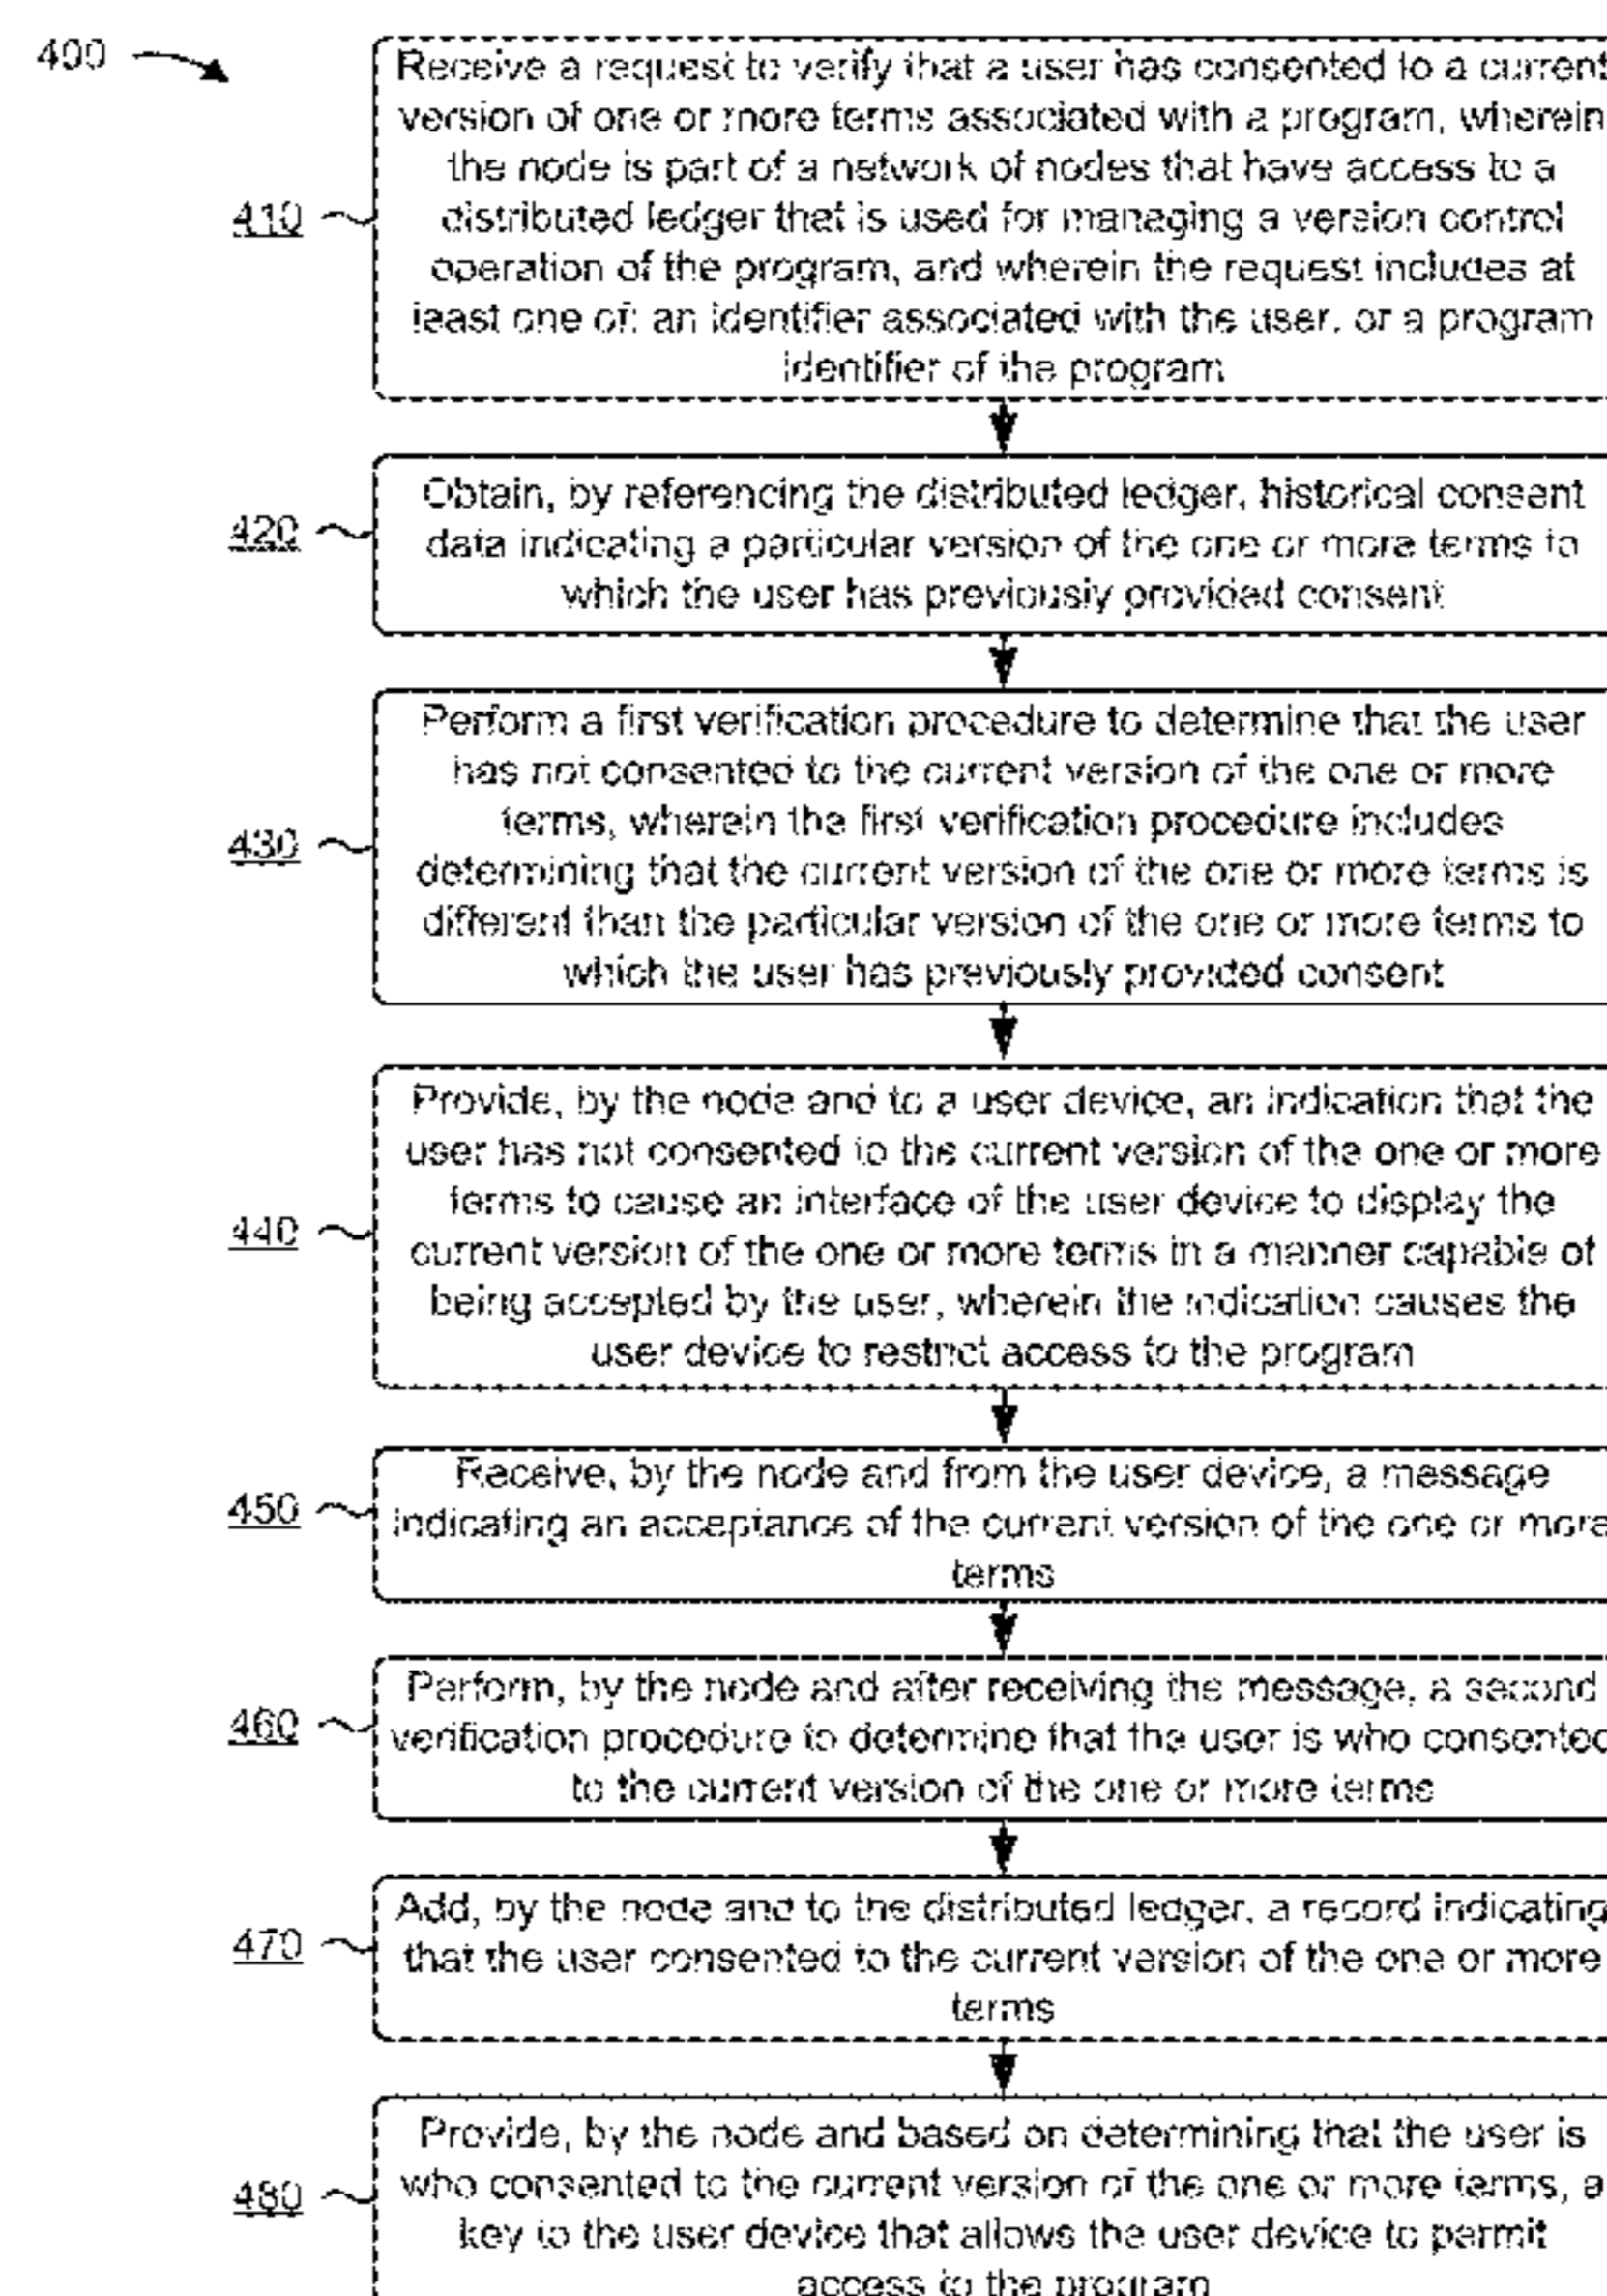 400
Receive a request to verify that a user has consented to a current
version of one or more terms associated with a program, wherein
the node is part of a network of nodes that have access to a
distributed ledger that is used for managing a version control
operation of the program, and wherein the request includes at
least one of: an identifier associated with the user, or a program
identifier of the program
410
Obtain, by referencing the distributed ledger, historical consent
data indicating a particular version of the one or more terms to
which the user has previously provided consent
420
Perform a first verification procedure to determine that the user
has not consented to the current version of the one or more
terms, wherein the first verification procedure includes
determining that the current version of the one or more terms is
different than the particular version of the one or more terms to
which the user has previously provided consent
430
Provide, by the node and to a user device, an indication that the
user has not consented to the current version of the one or more
terms to cause an interface of the user device to display the
current version of the one or more terms in a manner capable of
being accepted by the user, wherein the indication causes the
user device to restrict access to the program
440
Receive, by the node and from the user device, a message
indicating an acceptance of the current version of the one or more
terms
450
Perform, by the node and after receiving the message, a second
verification procedure to determine that the user is who consented
to the current version of the one or more terms
460
Add, by the node and to the distributed ledger, a record indicating
that the user consented to the current version of the one or more
terms
470
Provide, by the node and based on determining that the user is
who consented to the current version of the one or more terms, a
key to the user device that allows the user device to permit
access to the program
480